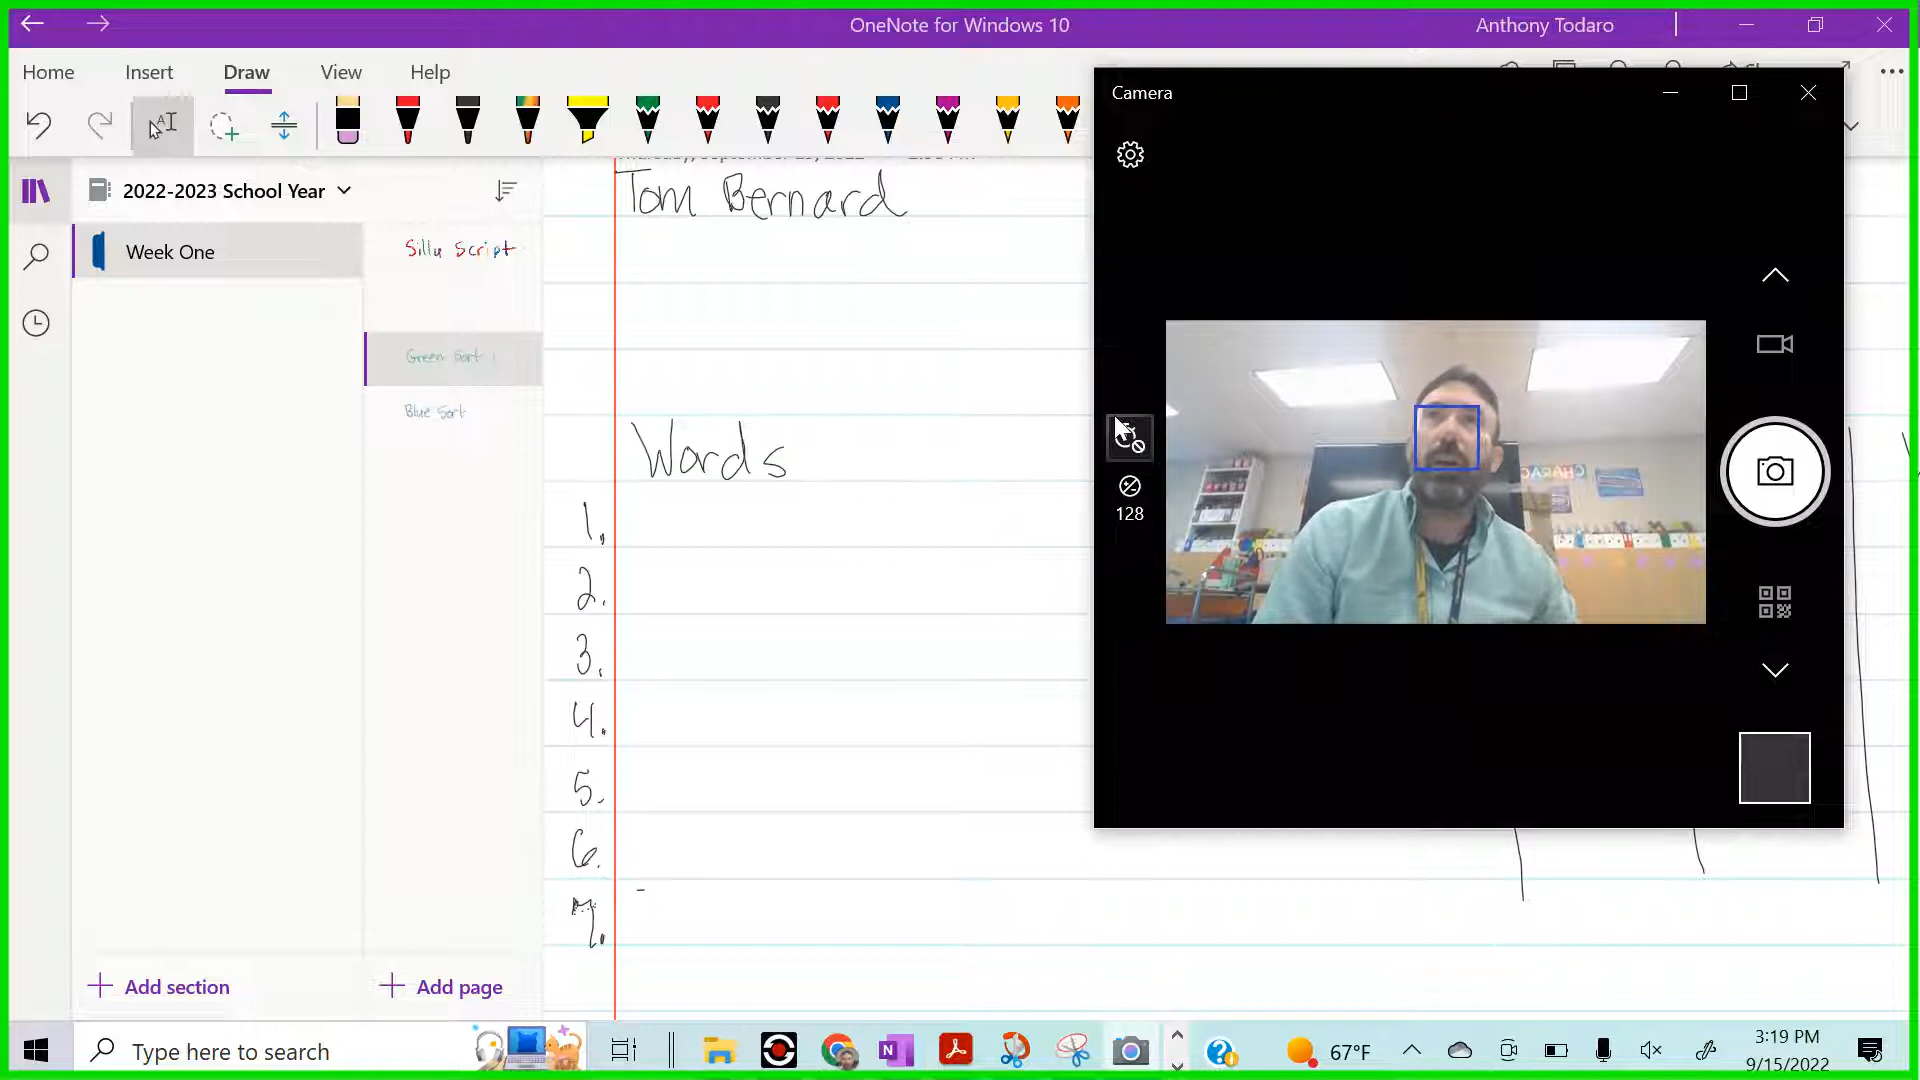 OneNote for Windows 10
Anthony Todaro
Home
Insert
Draw
View
Help
Camera
2022-2023 School Year
Week One
Silly Script
Green Sort
Blue Sort
Tom Bernard
Words
1.
2.
3.
4.
5.
6.
7.
128
CHARAC
Add section
Add page
Type here to search
67°F
3:19 PM
9/15/2022